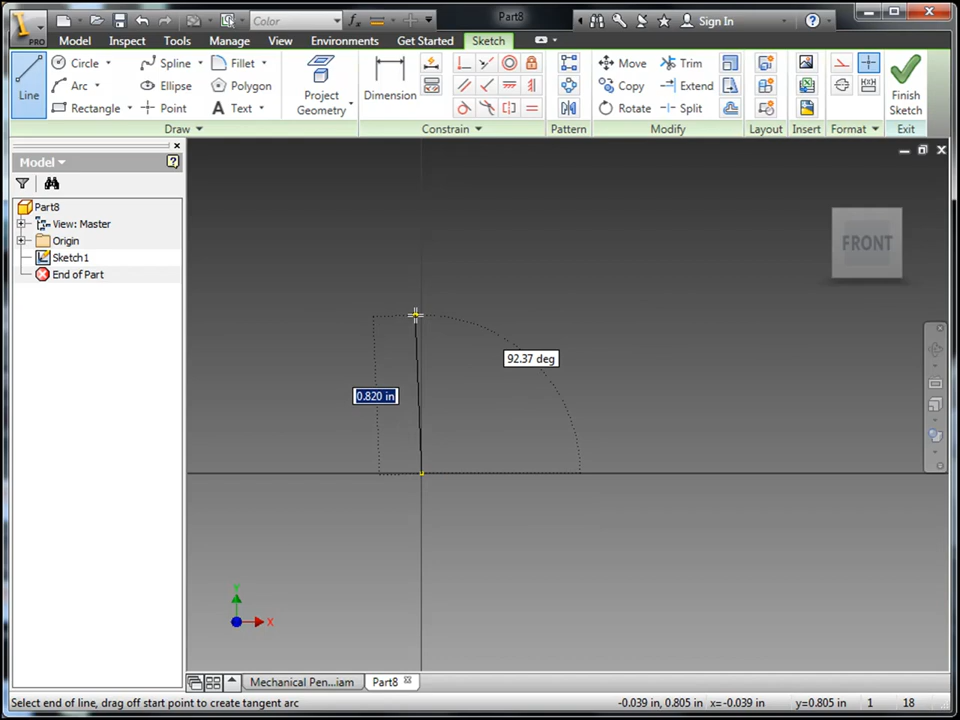 PRO
Color
Part8
Sign In
Model Inspect Tools Manage View Environments Get Started Sketch
Line
Circle Spline Fillet
Arc Ellipse Polygon
Rectangle Point Text
Project Geometry
Dimension
Move Trim
Copy Extend
Rotate Split
Finish Sketch
Draw Constrain Pattern Modify Layout Insert Format Exit
Model
Part8
View: Master
Origin
Sketch1
End of Part
FRONT
92.37 deg
0.820 in
Y
X
Mechanical Pen...iam Part8
Select end of line, drag off start point to create tangent arc -0.039 in, 0.805 in x=-0.039 in y=0.805 in 1 18